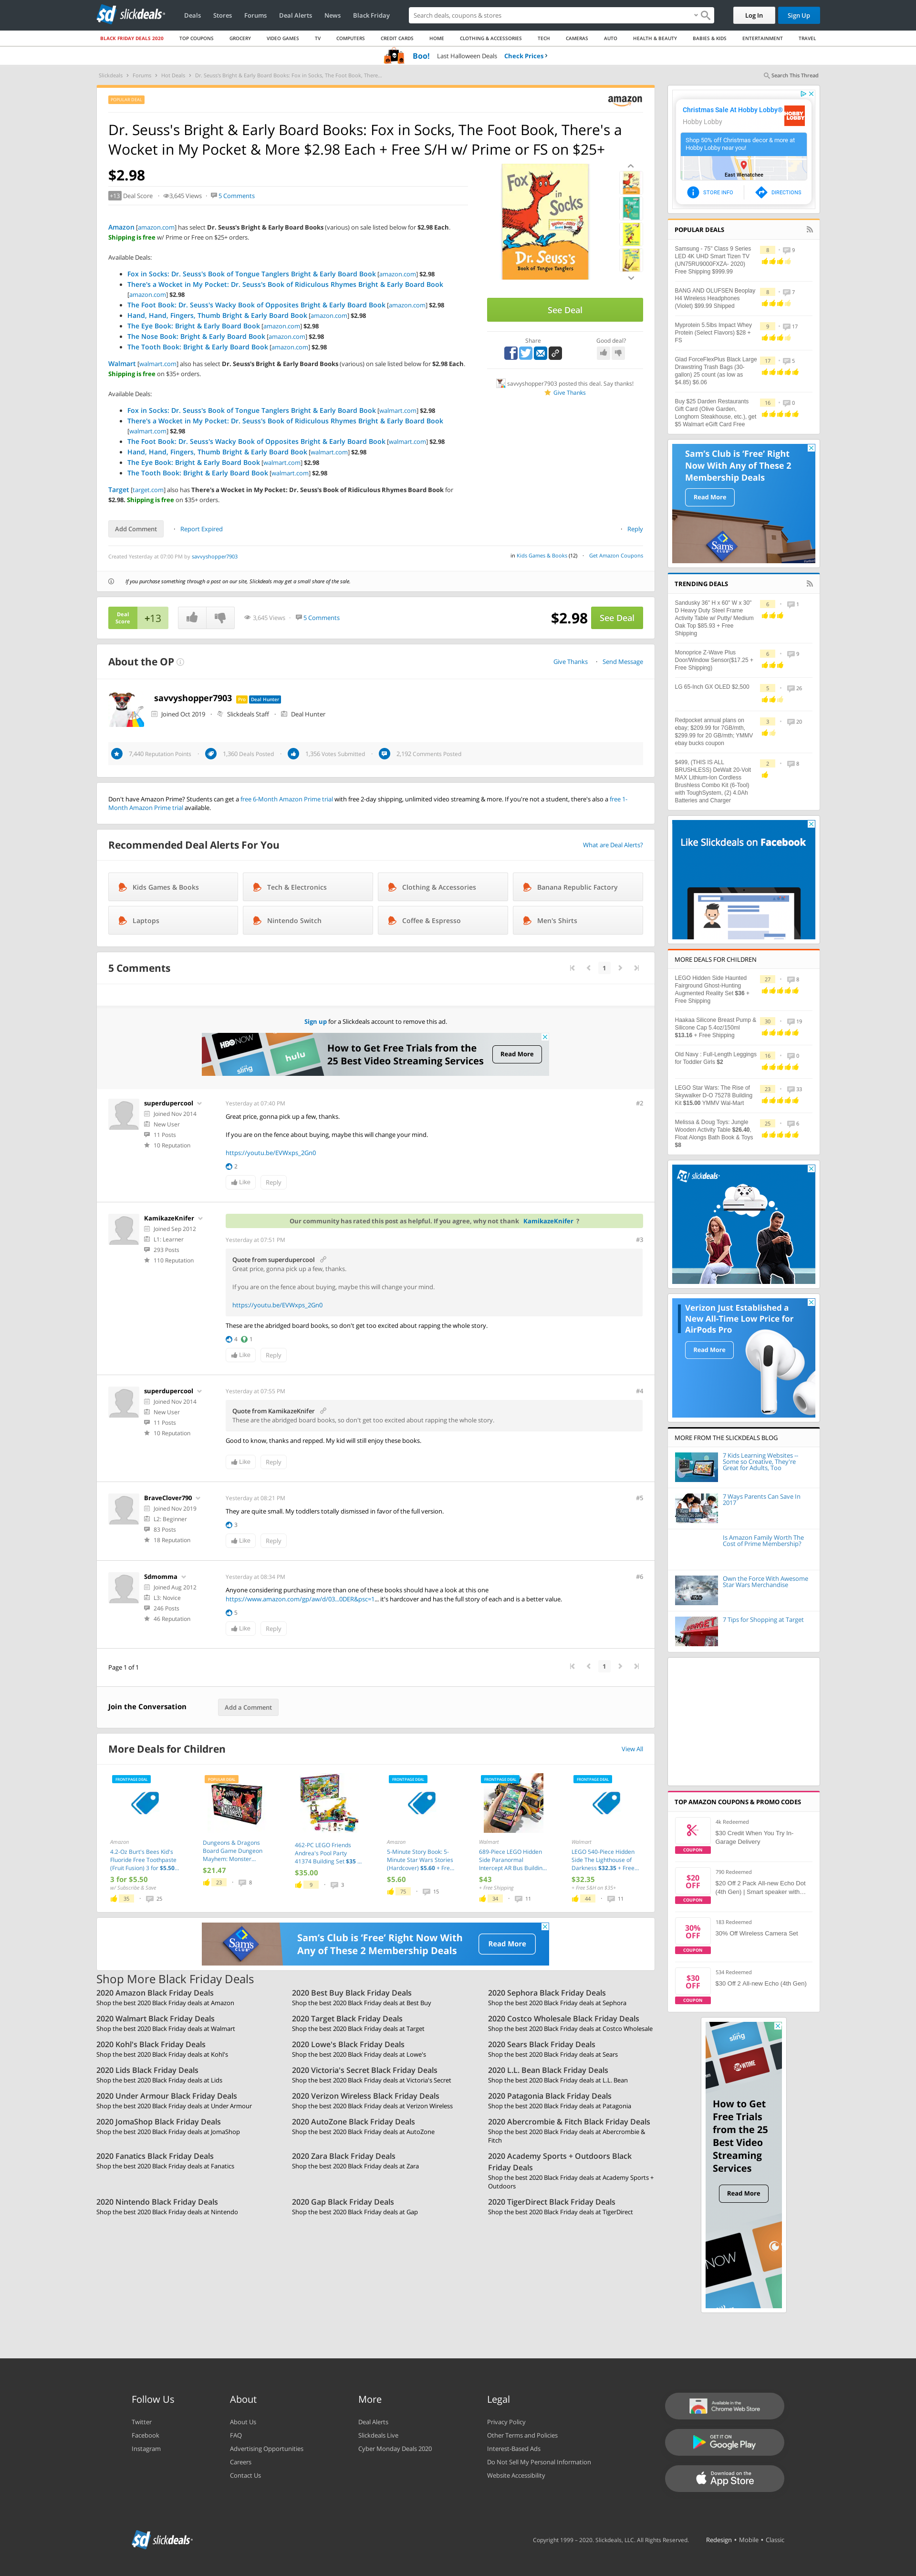 slickdeals
Deals Stores Forums Deal Alerts News Black Friday
Search deals, coupons & stores
Log In
Sign Up
BLACK FRIDAY DEALS 2020 TOP COUPONS GROCERY VIDEO GAMES TV COMPUTERS CREDIT CARDS HOME CLOTHING & ACCESSORIES TECH CAMERAS AUTO HEALTH & BEAUTY BABIES & KIDS ENTERTAINMENT TRAVEL
Boo! Last Halloween Deals Check Prices ›
Slickdeals › Forums › Hot Deals › Dr. Seuss's Bright & Early Board Books: Fox in Socks, The Foot Book, There...
Search This Thread
POPULAR DEAL
amazon
Dr. Seuss's Bright & Early Board Books: Fox in Socks, The Foot Book, There's a
Wocket in My Pocket & More $2.98 Each + Free S/H w/ Prime or FS on $25+
$2.98
+13 Deal Score 3,645 Views 5 Comments
Amazon [amazon.com] has select Dr. Seuss's Bright & Early Board Books (various) on sale listed below for $2.98 Each.
Shipping is free w/ Prime or Free on $25+ orders.
Available Deals:
Fox in Socks: Dr. Seuss's Book of Tongue Tanglers Bright & Early Board Book [amazon.com] $2.98
There's a Wocket in My Pocket: Dr. Seuss's Book of Ridiculous Rhymes Bright & Early Board Book
[amazon.com] $2.98
The Foot Book: Dr. Seuss's Wacky Book of Opposites Bright & Early Board Book [amazon.com] $2.98
Hand, Hand, Fingers, Thumb Bright & Early Board Book [amazon.com] $2.98
The Eye Book: Bright & Early Board Book [amazon.com] $2.98
The Nose Book: Bright & Early Board Book [amazon.com] $2.98
The Tooth Book: Bright & Early Board Book [amazon.com] $2.98
Walmart [walmart.com] also has select Dr. Seuss's Bright & Early Board Books (various) on sale listed below for $2.98 Each.
Shipping is free on $35+ orders.
Available Deals:
Fox in Socks: Dr. Seuss's Book of Tongue Tanglers Bright & Early Board Book [walmart.com] $2.98
There's a Wocket in My Pocket: Dr. Seuss's Book of Ridiculous Rhymes Bright & Early Board Book
[walmart.com] $2.98
The Foot Book: Dr. Seuss's Wacky Book of Opposites Bright & Early Board Book [walmart.com] $2.98
Hand, Hand, Fingers, Thumb Bright & Early Board Book [walmart.com] $2.98
The Eye Book: Bright & Early Board Book [walmart.com] $2.98
The Tooth Book: Bright & Early Board Book [walmart.com] $2.98
Target [target.com] also has There's a Wocket in My Pocket: Dr. Seuss's Book of Ridiculous Rhymes Board Book for
$2.98. Shipping is free on $35+ orders.
Fox in Socks
Dr. Seuss's
Book of Tongue Tanglers
See Deal
Share
Good deal?
savvyshopper7903 posted this deal. Say thanks!
Give Thanks
Add Comment
Report Expired
Reply
Created Yesterday at 07:00 PM by savvyshopper7903
in Kids Games & Books (12) Get Amazon Coupons
If you purchase something through a post on our site, Slickdeals may get a small share of the sale.
Deal Score +13
3,645 Views 5 Comments
$2.98 See Deal
About the OP
Give Thanks Send Message
savvyshopper7903 Pro Deal Hunter
Joined Oct 2019 Slickdeals Staff Deal Hunter
7,440 Reputation Points 1,360 Deals Posted 1,356 Votes Submitted 2,192 Comments Posted
Don't have Amazon Prime? Students can get a free 6-Month Amazon Prime trial with free 2-day shipping, unlimited video streaming & more. If you're not a student, there's also a free 1-
Month Amazon Prime trial available.
Recommended Deal Alerts For You
What are Deal Alerts?
Kids Games & Books
Tech & Electronics
Clothing & Accessories
Banana Republic Factory
Laptops
Nintendo Switch
Coffee & Espresso
Men's Shirts
5 Comments
1
Sign up for a Slickdeals account to remove this ad.
HBO NOW
sling
hulu
How to Get Free Trials from the
25 Best Video Streaming Services
Read More
superdupercool
Joined Nov 2014
New User
11 Posts
10 Reputation
Yesterday at 07:40 PM
#2
Great price, gonna pick up a few, thanks.
If you are on the fence about buying, maybe this will change your mind.
https://youtu.be/EVWxps_2Gn0
2
Like Reply
KamikazeKnifer
Joined Sep 2012
L1: Learner
293 Posts
110 Reputation
Our community has rated this post as helpful. If you agree, why not thank KamikazeKnifer ?
Yesterday at 07:51 PM
#3
Quote from superdupercool
Great price, gonna pick up a few, thanks.
If you are on the fence about buying, maybe this will change your mind.
https://youtu.be/EVWxps_2Gn0
These are the abridged board books, so don't get too excited about rapping the whole story.
4 1
Like Reply
superdupercool
Joined Nov 2014
New User
11 Posts
10 Reputation
Yesterday at 07:55 PM
#4
Quote from KamikazeKnifer
These are the abridged board books, so don't get too excited about rapping the whole story.
Good to know, thanks and repped. My kid will still enjoy these books.
Like Reply
BraveClover790
Joined Nov 2019
L2: Beginner
83 Posts
18 Reputation
Yesterday at 08:21 PM
#5
They are quite small. My toddlers totally dismissed in favor of the full version.
3
Like Reply
Sdmomma
Joined Aug 2012
L3: Novice
246 Posts
46 Reputation
Yesterday at 08:34 PM
#6
Anyone considering purchasing more than one of these books should have a look at this one
https://www.amazon.com/gp/aw/d/03...0DER&psc=1... it's hardcover and has the full story of each and is a better value.
5
Like Reply
Page 1 of 1
1
Join the Conversation
Add a Comment
More Deals for Children
View All
FRONTPAGE DEAL
Amazon
4.2-Oz Burt's Bees Kid's
Fluoride Free Toothpaste
(Fruit Fusion) 3 for $5.50...
3 for $5.50
w/ Subscribe & Save
35 25
Dungeons & Dragons
Board Game Dungeon
Mayhem: Monster...
$21.47
23 8
462-PC LEGO Friends
Andrea's Pool Party
41374 Building Set $35 ...
$35.00
9 3
FRONTPAGE DEAL
Amazon
5-Minute Story Book: 5-
Minute Star Wars Stories
(Hardcover) $5.60 + Fre...
$5.60
75 15
FRONTPAGE DEAL
Walmart
689-Piece LEGO Hidden
Side Paranormal
Intercept AR Bus Buildin...
$43
+ Free Shipping
34 11
FRONTPAGE DEAL
Walmart
LEGO 540-Piece Hidden
Side The Lighthouse of
Darkness $32.35 + Free...
$32.35
+ Free S&H on $35+
44 11
Sam's Club
Sam's Club is 'Free' Right Now With
Any of These 2 Membership Deals
Read More
Shop More Black Friday Deals
2020 Amazon Black Friday Deals
Shop the best 2020 Black Friday deals at Amazon
2020 Best Buy Black Friday Deals
Shop the best 2020 Black Friday deals at Best Buy
2020 Sephora Black Friday Deals
Shop the best 2020 Black Friday deals at Sephora
2020 Walmart Black Friday Deals
Shop the best 2020 Black Friday deals at Walmart
2020 Target Black Friday Deals
Shop the best 2020 Black Friday deals at Target
2020 Costco Wholesale Black Friday Deals
Shop the best 2020 Black Friday deals at Costco Wholesale
2020 Kohl's Black Friday Deals
Shop the best 2020 Black Friday deals at Kohl's
2020 Lowe's Black Friday Deals
Shop the best 2020 Black Friday deals at Lowe's
2020 Sears Black Friday Deals
Shop the best 2020 Black Friday deals at Sears
2020 Lids Black Friday Deals
Shop the best 2020 Black Friday deals at Lids
2020 Victoria's Secret Black Friday Deals
Shop the best 2020 Black Friday deals at Victoria's Secret
2020 L.L. Bean Black Friday Deals
Shop the best 2020 Black Friday deals at L.L. Bean
2020 Under Armour Black Friday Deals
Shop the best 2020 Black Friday deals at Under Armour
2020 Verizon Wireless Black Friday Deals
Shop the best 2020 Black Friday deals at Verizon Wireless
2020 Patagonia Black Friday Deals
Shop the best 2020 Black Friday deals at Patagonia
2020 JomaShop Black Friday Deals
Shop the best 2020 Black Friday deals at JomaShop
2020 AutoZone Black Friday Deals
Shop the best 2020 Black Friday deals at AutoZone
2020 Abercrombie & Fitch Black Friday Deals
Shop the best 2020 Black Friday deals at Abercrombie &
Fitch
2020 Fanatics Black Friday Deals
Shop the best 2020 Black Friday deals at Fanatics
2020 Zara Black Friday Deals
Shop the best 2020 Black Friday deals at Zara
2020 Academy Sports + Outdoors Black
Friday Deals
Shop the best 2020 Black Friday deals at Academy Sports +
Outdoors
2020 Nintendo Black Friday Deals
Shop the best 2020 Black Friday deals at Nintendo
2020 Gap Black Friday Deals
Shop the best 2020 Black Friday deals at Gap
2020 TigerDirect Black Friday Deals
Shop the best 2020 Black Friday deals at TigerDirect
Christmas Sale At Hobby Lobby®
Hobby Lobby
HOBBY LOBBY
Shop 50% off Christmas decor & more at
Hobby Lobby near you!
East Wenatchee
STORE INFO DIRECTIONS
POPULAR DEALS
Samsung - 75" Class 9 Series
LED 4K UHD Smart Tizen TV
(UN75RU9000FXZA- 2020)
Free Shipping $999.99
8 9
BANG AND OLUFSEN Beoplay
H4 Wireless Headphones
(Violet) $99.99 Shipped
8 7
Myprotein 5.5lbs Impact Whey
Protein (Select Flavors) $28 +
FS
9 17
Glad ForceFlexPlus Black Large
Drawstring Trash Bags (30-
gallon) 25 count (as low as
$4.85) $6.06
17 5
Buy $25 Darden Restaurants
Gift Card (Olive Garden,
Longhorn Steakhouse, etc.), get
$5 Walmart eGift Card Free
16 0
Sam's Club is 'Free' Right
Now With Any of These 2
Membership Deals
Read More
Sam's Club
TRENDING DEALS
Sandusky 36" H x 60" W x 30"
D Heavy Duty Steel Frame
Activity Table w/ Putty/ Medium
Oak Top $65.93 + Free
Shipping
6 1
Monoprice Z-Wave Plus
Door/Window Sensor($17.25 +
Free Shipping)
6 9
LG 65-inch GX OLED $2,500
5 26
Redpocket annual plans on
ebay: $209.99 for 7GB/mth,
$299.99 for 20 GB/mth; YMMV
ebay bucks coupon
3 20
$499, (THIS IS ALL
BRUSHLESS) DeWalt 20-Volt
MAX Lithium-Ion Cordless
Brushless Combo Kit (6-Tool)
with ToughSystem, (2) 4.0Ah
Batteries and Charger
2 8
Like Slickdeals on Facebook
MORE DEALS FOR CHILDREN
LEGO Hidden Side Haunted
Fairground Ghost-Hunting
Augmented Reality Set $36 +
Free Shipping
27 8
Haakaa Silicone Breast Pump &
Silicone Cap 5.4oz/150ml
$13.16 + Free Shipping
30 19
Old Navy : Full-Length Leggings
for Toddler Girls $2
16 0
LEGO Star Wars: The Rise of
Skywalker D-O 75278 Building
Kit $15.00 YMMV Wal-Mart
23 33
Melissa & Doug Toys: Jungle
Wooden Activity Table $26.40,
Float Alongs Bath Book & Toys
$8
25 6
slickdeals
Verizon Just Established a
New All-Time Low Price for
AirPods Pro
Read More
MORE FROM THE SLICKDEALS BLOG
7 Kids Learning Websites –
Some so Creative, They're
Great for Adults, Too
7 Ways Parents Can Save In
2017
Is Amazon Family Worth The
Cost of Prime Membership?
Own the Force With Awesome
Star Wars Merchandise
7 Tips for Shopping at Target
TOP AMAZON COUPONS & PROMO CODES
4k Redeemed
$30 Credit When You Try In-
Garage Delivery
COUPON
790 Redeemed
$20 OFF
$20 Off 2 Pack All-new Echo Dot
(4th Gen) | Smart speaker with...
COUPON
183 Redeemed
30% OFF
30% Off Wireless Camera Set
COUPON
534 Redeemed
$30 OFF
$30 Off 2 All-new Echo (4th Gen)
COUPON
sling
SHOWTIME
How to Get
Free Trials
from the 25
Best Video
Streaming
Services
Read More
Follow Us
Twitter
Facebook
Instagram
About
About Us
FAQ
Advertising Opportunities
Careers
Contact Us
More
Deal Alerts
Slickdeals Live
Cyber Monday Deals 2020
Legal
Privacy Policy
Other Terms and Policies
Interest-Based Ads
Do Not Sell My Personal Information
Website Accessibility
Available in the
Chrome Web Store
GET IT ON
Google Play
Download on the
App Store
slickdeals
Copyright 1999 – 2020. Slickdeals, LLC. All Rights Reserved. Redesign • Mobile • Classic